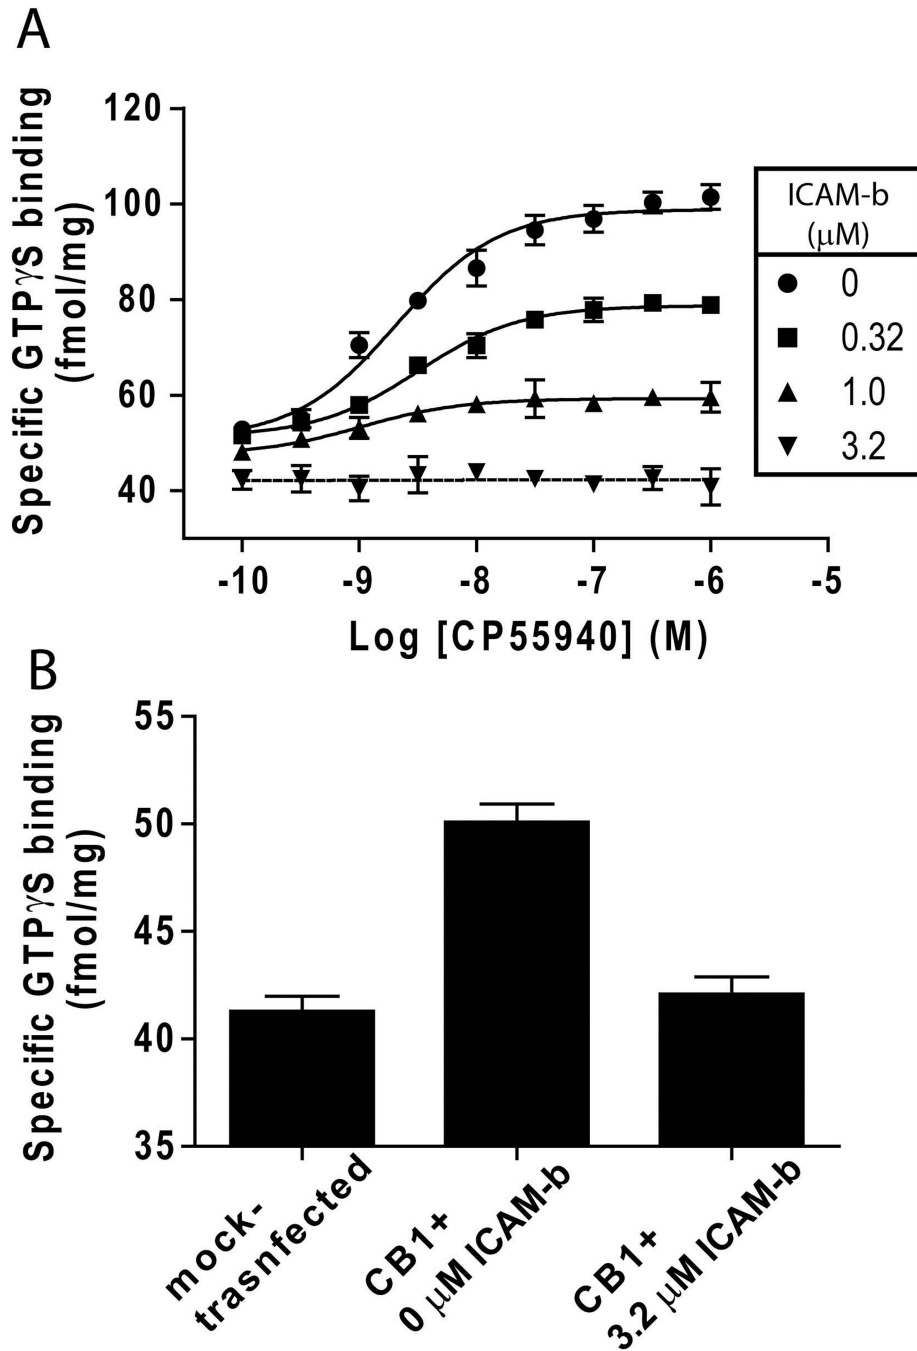 A
Specific GTPγS binding
(fmol/mg)
120
100
80
60
40
-10
-9
-8
-7
-6
-5
Log [CP55940] (M)
ICAM-b
(μM)
0
0.32
1.0
3.2
B
Specific GTPγS binding
(fmol/mg)
55
50
45
40
35
mock-
trasnfected
CB1+
0 μM ICAM-b
CB1+
3.2 μM ICAM-b